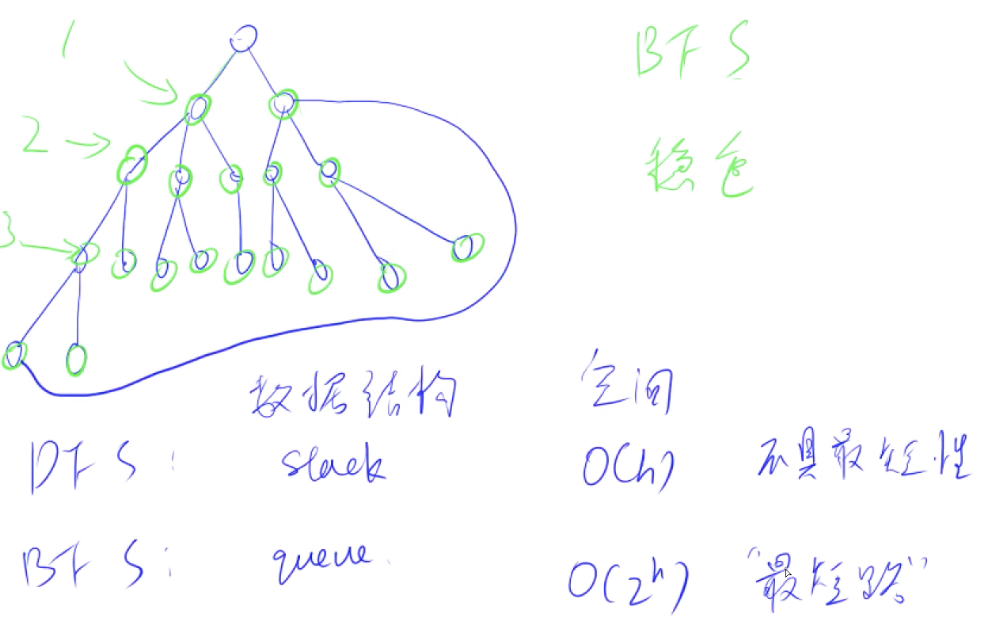 1
BFS
2
稳
3
数据结构 空间
DFS: stack O(h) 不具最短性
BFS: queue. O(2^h) "最短路"